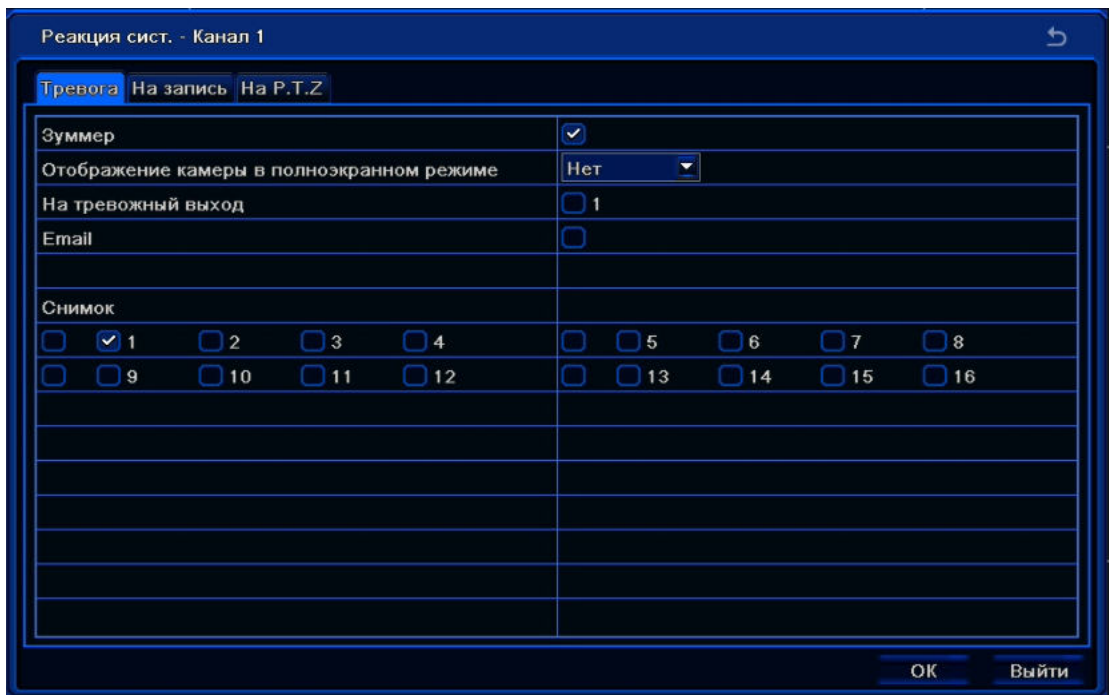 Реакция сист. - Канал 1
Тревога На запись На P.T.Z
Зуммер
Отображение камеры в полноэкранном режиме Нет
На тревожный выход 1
Email
Снимок
1 2 3 4 5 6 7 8
9 10 11 12 13 14 15 16
ОК Выйти